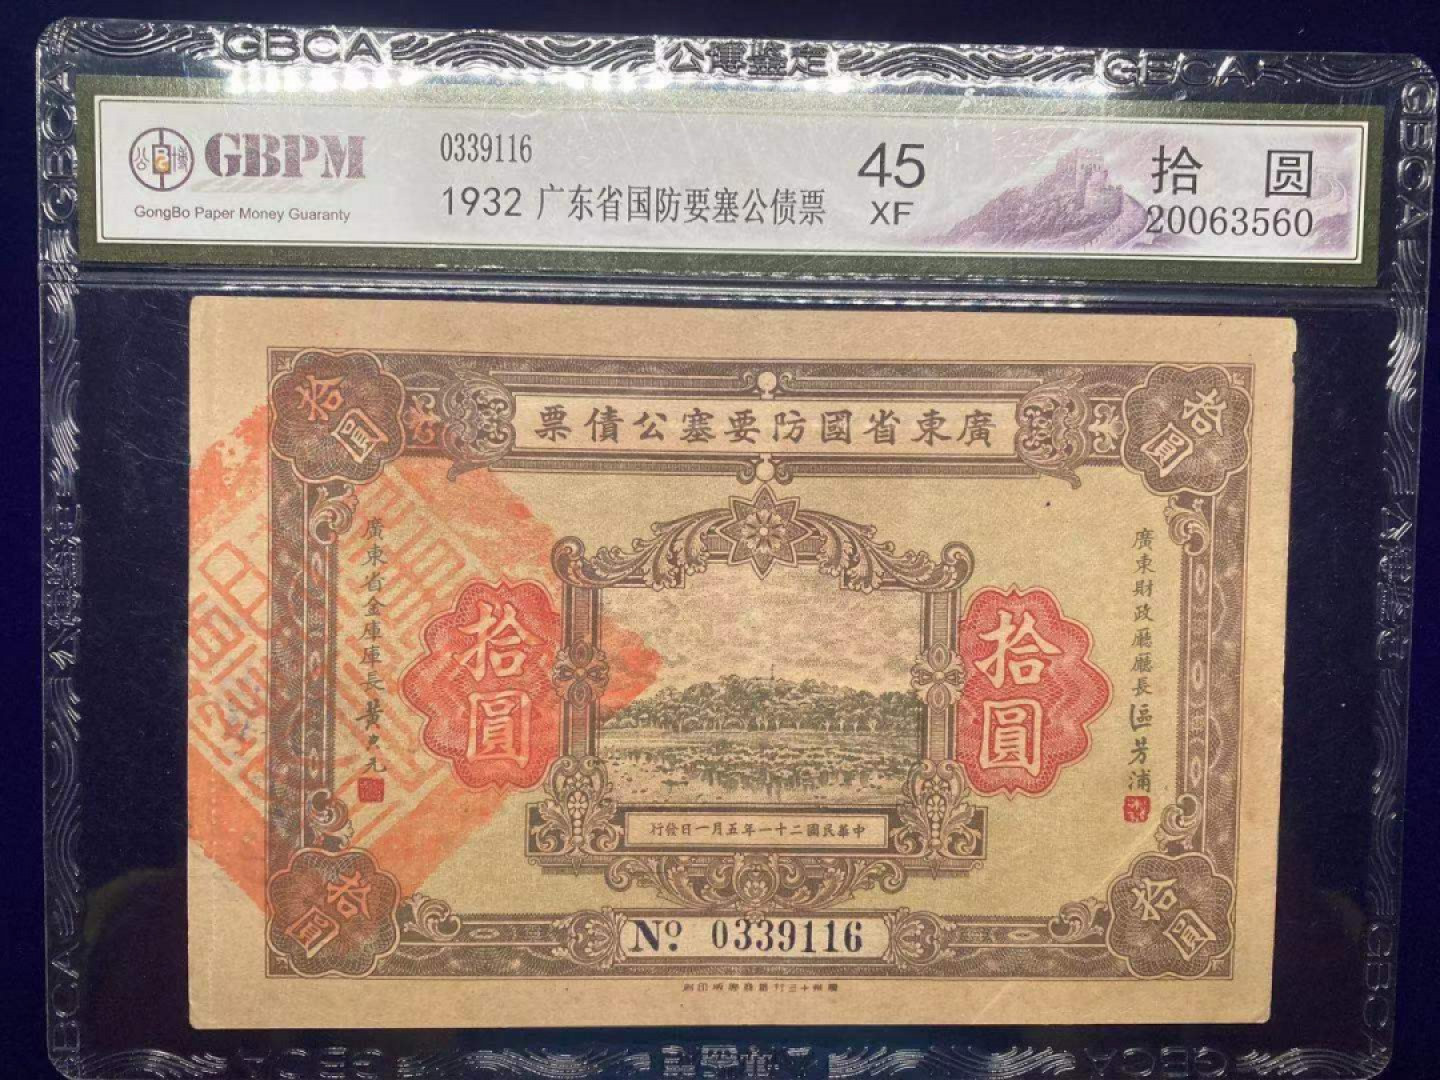 GBCA
公博鉴定
GBCA
GBPM
GongBo Paper Money Guaranty
0339116
1932 广东省国防要塞公债票
45
XF
拾 圆
20063560
廣東省國防要塞公債票
拾圓
拾圓
廣東省金庫庫長
廣東財政廳廳長 區芳浦
拾圓
拾圓
中華民國二十一年五月一日發行
拾圓
拾圓
Nº 0339116